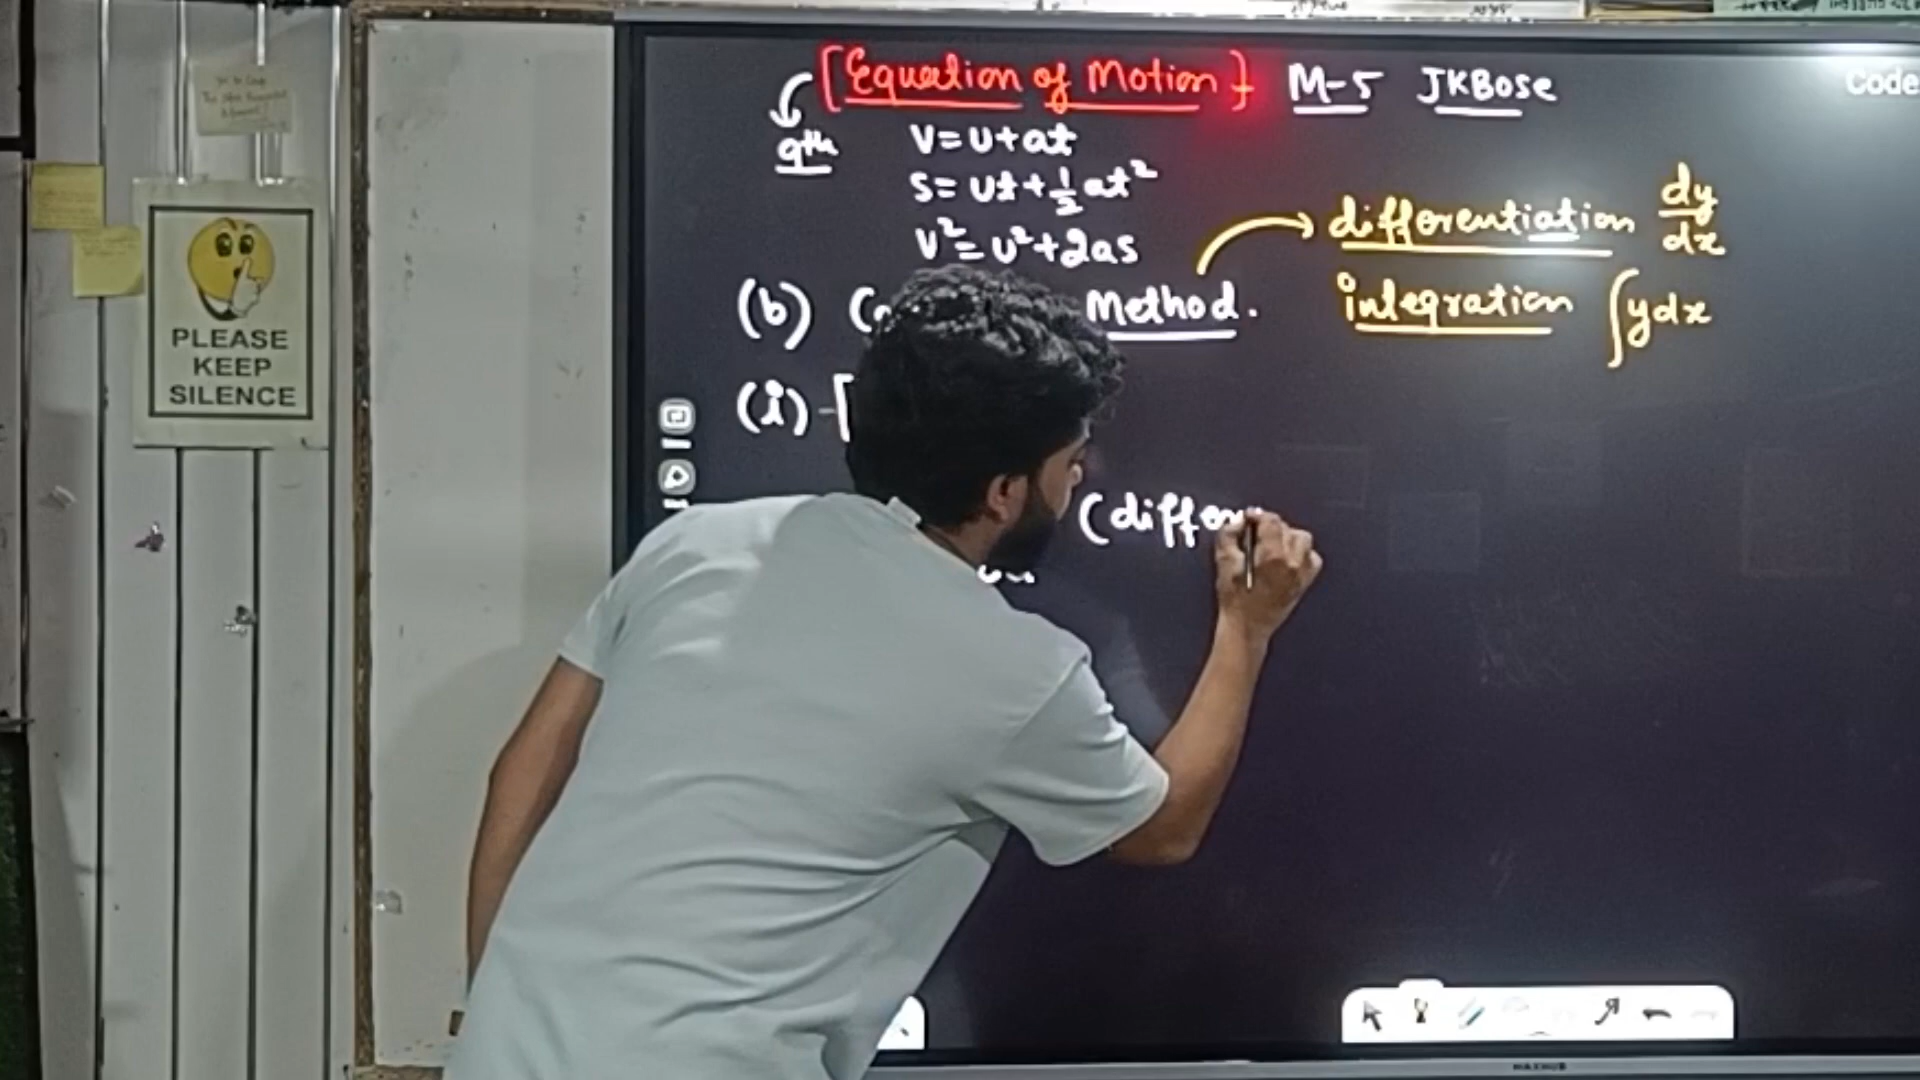 [Equation of Motion] M-5 JKBose
Code
9th
V=u+at
S=ut+½at²
V²=u²+2as
differentiation dy/dx
(b) Method.
integration ∫ydx
(i)
(differ
PLEASE
KEEP
SILENCE
MAXHUB